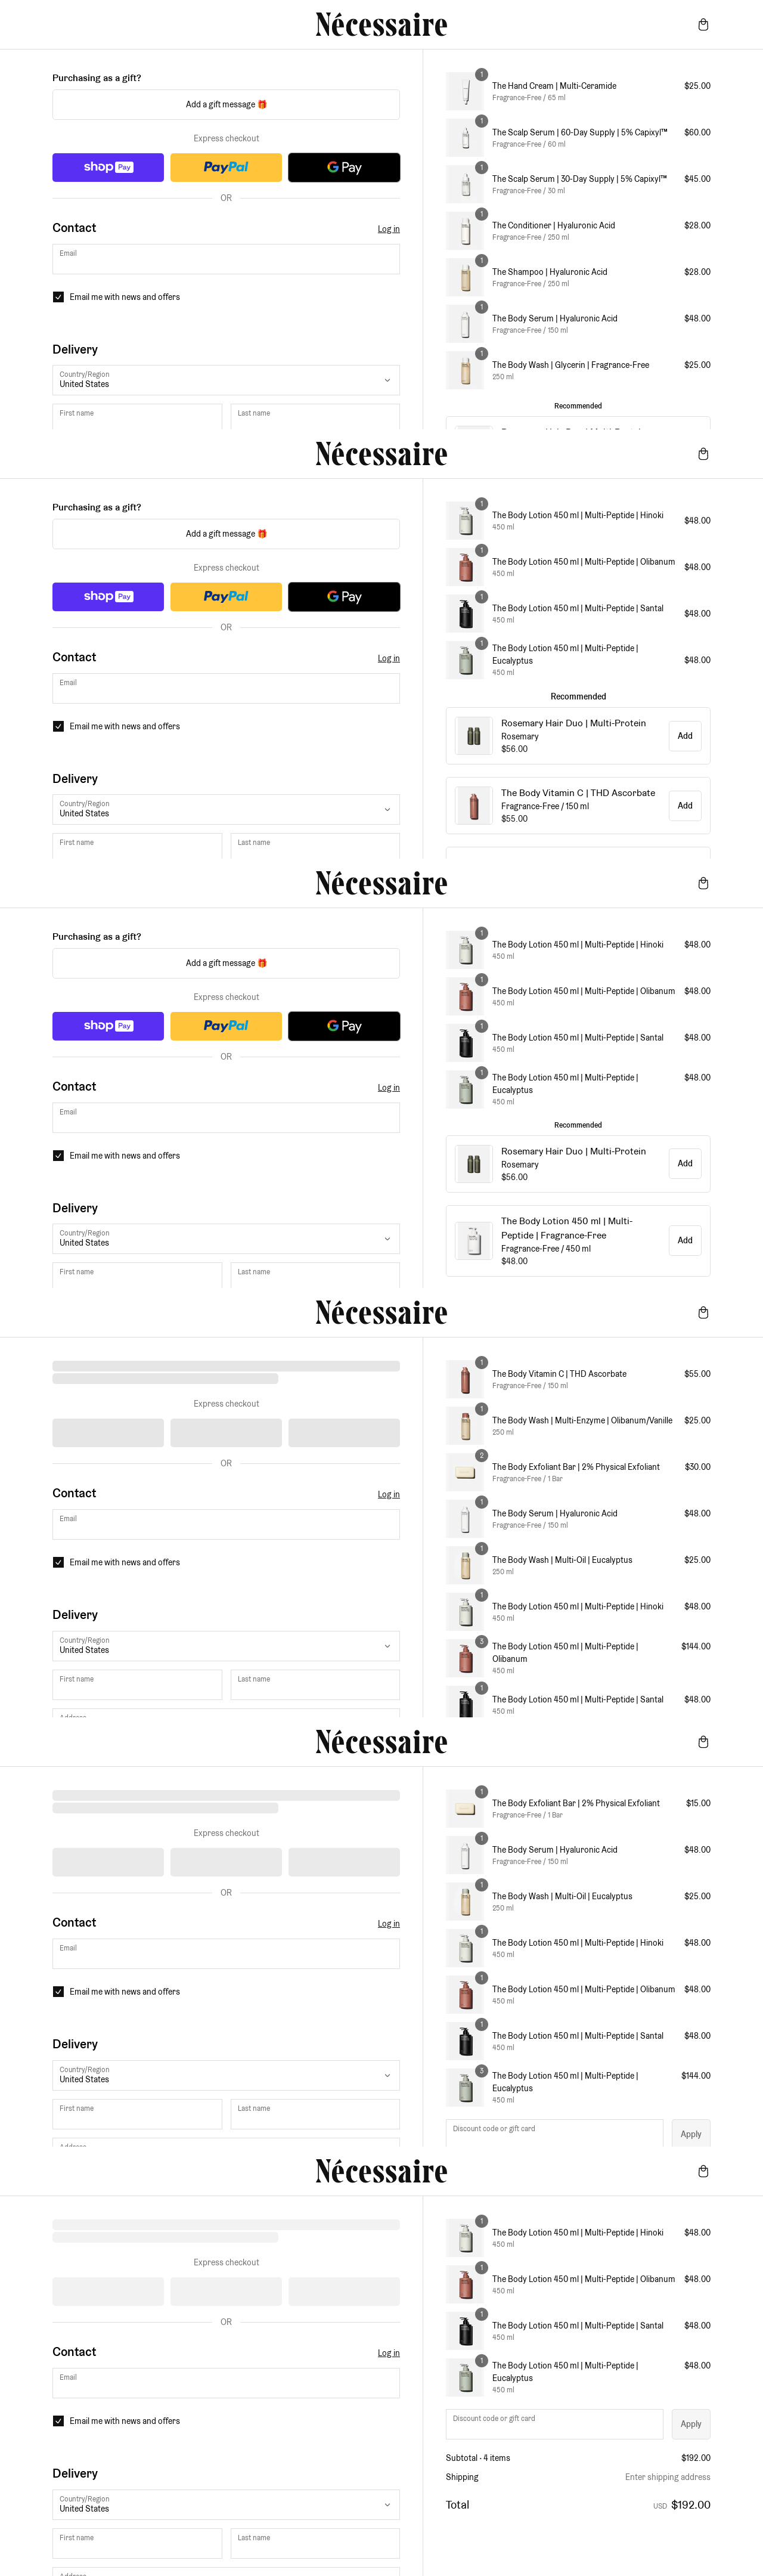 Nécessaire
Purchasing as a gift?
Add a gift message 🎁
Express checkout
shop Pay
PayPal
G Pay
OR
Contact
Log in
Email
Email me with news and offers
Delivery
Country/Region
United States
First name
Last name
1
The Hand Cream | Multi-Ceramide
$25.00
Fragrance-Free / 65 ml
1
The Scalp Serum | 60-Day Supply | 5% Capixyl™
$60.00
Fragrance-Free / 60 ml
1
The Scalp Serum | 30-Day Supply | 5% Capixyl™
$45.00
Fragrance-Free / 30 ml
1
The Conditioner | Hyaluronic Acid
$28.00
Fragrance-Free / 250 ml
1
The Shampoo | Hyaluronic Acid
$28.00
Fragrance-Free / 250 ml
1
The Body Serum | Hyaluronic Acid
$48.00
Fragrance-Free / 150 ml
1
The Body Wash | Glycerin | Fragrance-Free
$25.00
250 ml
Recommended
Nécessaire
Purchasing as a gift?
Add a gift message 🎁
Express checkout
shop Pay
PayPal
G Pay
OR
Contact
Log in
Email
Email me with news and offers
Delivery
Country/Region
United States
First name
Last name
1
The Body Lotion 450 ml | Multi-Peptide | Hinoki
$48.00
450 ml
1
The Body Lotion 450 ml | Multi-Peptide | Olibanum
$48.00
450 ml
1
The Body Lotion 450 ml | Multi-Peptide | Santal
$48.00
450 ml
1
The Body Lotion 450 ml | Multi-Peptide |
Eucalyptus
$48.00
450 ml
Recommended
Rosemary Hair Duo | Multi-Protein
Rosemary
$56.00
Add
The Body Vitamin C | THD Ascorbate
Fragrance-Free / 150 ml
$55.00
Add
Nécessaire
Purchasing as a gift?
Add a gift message 🎁
Express checkout
shop Pay
PayPal
G Pay
OR
Contact
Log in
Email
Email me with news and offers
Delivery
Country/Region
United States
First name
Last name
1
The Body Lotion 450 ml | Multi-Peptide | Hinoki
$48.00
450 ml
1
The Body Lotion 450 ml | Multi-Peptide | Olibanum
$48.00
450 ml
1
The Body Lotion 450 ml | Multi-Peptide | Santal
$48.00
450 ml
1
The Body Lotion 450 ml | Multi-Peptide |
$48.00
Eucalyptus
450 ml
Recommended
Rosemary Hair Duo | Multi-Protein
Rosemary
$56.00
Add
The Body Lotion 450 ml | Multi-
Peptide | Fragrance-Free
Fragrance-Free / 450 ml
$48.00
Add
Nécessaire
Express checkout
OR
Contact
Log in
Email
Email me with news and offers
Delivery
Country/Region
United States
First name
Last name
Address
1
The Body Vitamin C | THD Ascorbate
$55.00
Fragrance-Free / 150 ml
1
The Body Wash | Multi-Enzyme | Olibanum/Vanille
$25.00
250 ml
2
The Body Exfoliant Bar | 2% Physical Exfoliant
$30.00
Fragrance-Free / 1 Bar
1
The Body Serum | Hyaluronic Acid
$48.00
Fragrance-Free / 150 ml
1
The Body Wash | Multi-Oil | Eucalyptus
$25.00
250 ml
1
The Body Lotion 450 ml | Multi-Peptide | Hinoki
$48.00
450 ml
3
The Body Lotion 450 ml | Multi-Peptide |
$144.00
Olibanum
450 ml
1
The Body Lotion 450 ml | Multi-Peptide | Santal
$48.00
450 ml
Nécessaire
Express checkout
OR
Contact
Log in
Email
Email me with news and offers
Delivery
Country/Region
United States
First name
Last name
Address
1
The Body Exfoliant Bar | 2% Physical Exfoliant
$15.00
Fragrance-Free / 1 Bar
1
The Body Serum | Hyaluronic Acid
$48.00
Fragrance-Free / 150 ml
1
The Body Wash | Multi-Oil | Eucalyptus
$25.00
250 ml
1
The Body Lotion 450 ml | Multi-Peptide | Hinoki
$48.00
450 ml
1
The Body Lotion 450 ml | Multi-Peptide | Olibanum
$48.00
450 ml
1
The Body Lotion 450 ml | Multi-Peptide | Santal
$48.00
450 ml
3
The Body Lotion 450 ml | Multi-Peptide |
$144.00
Eucalyptus
450 ml
Discount code or gift card
Apply
Nécessaire
Express checkout
OR
Contact
Log in
Email
Email me with news and offers
Delivery
Country/Region
United States
First name
Last name
1
The Body Lotion 450 ml | Multi-Peptide | Hinoki
$48.00
450 ml
1
The Body Lotion 450 ml | Multi-Peptide | Olibanum
$48.00
450 ml
1
The Body Lotion 450 ml | Multi-Peptide | Santal
$48.00
450 ml
1
The Body Lotion 450 ml | Multi-Peptide |
$48.00
Eucalyptus
450 ml
Discount code or gift card
Apply
Subtotal · 4 items
$192.00
Shipping
Enter shipping address
Total
USD $192.00